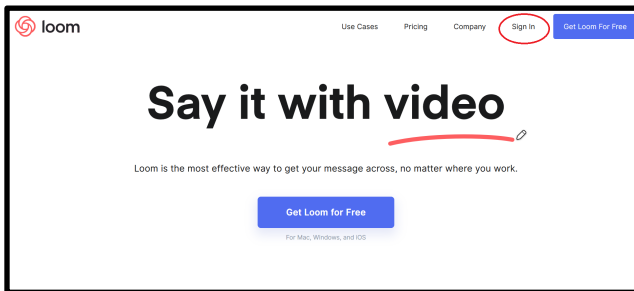 loom
Use Cases Pricing Company Sign In Get Loom For Free
Say it with video
Loom is the most effective way to get your message across, no matter where you work.
Get Loom for Free
For Mac, Windows, and iOS